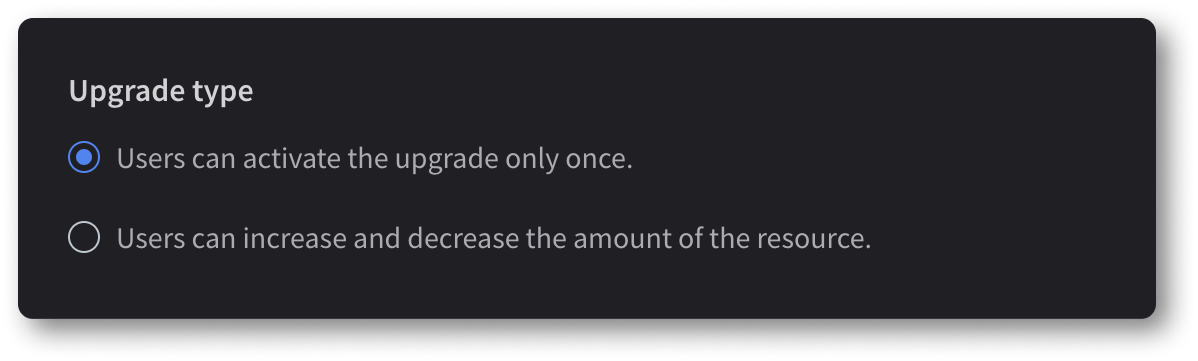 Upgrade type
Users can activate the upgrade only once.
Users can increase and decrease the amount of the resource.